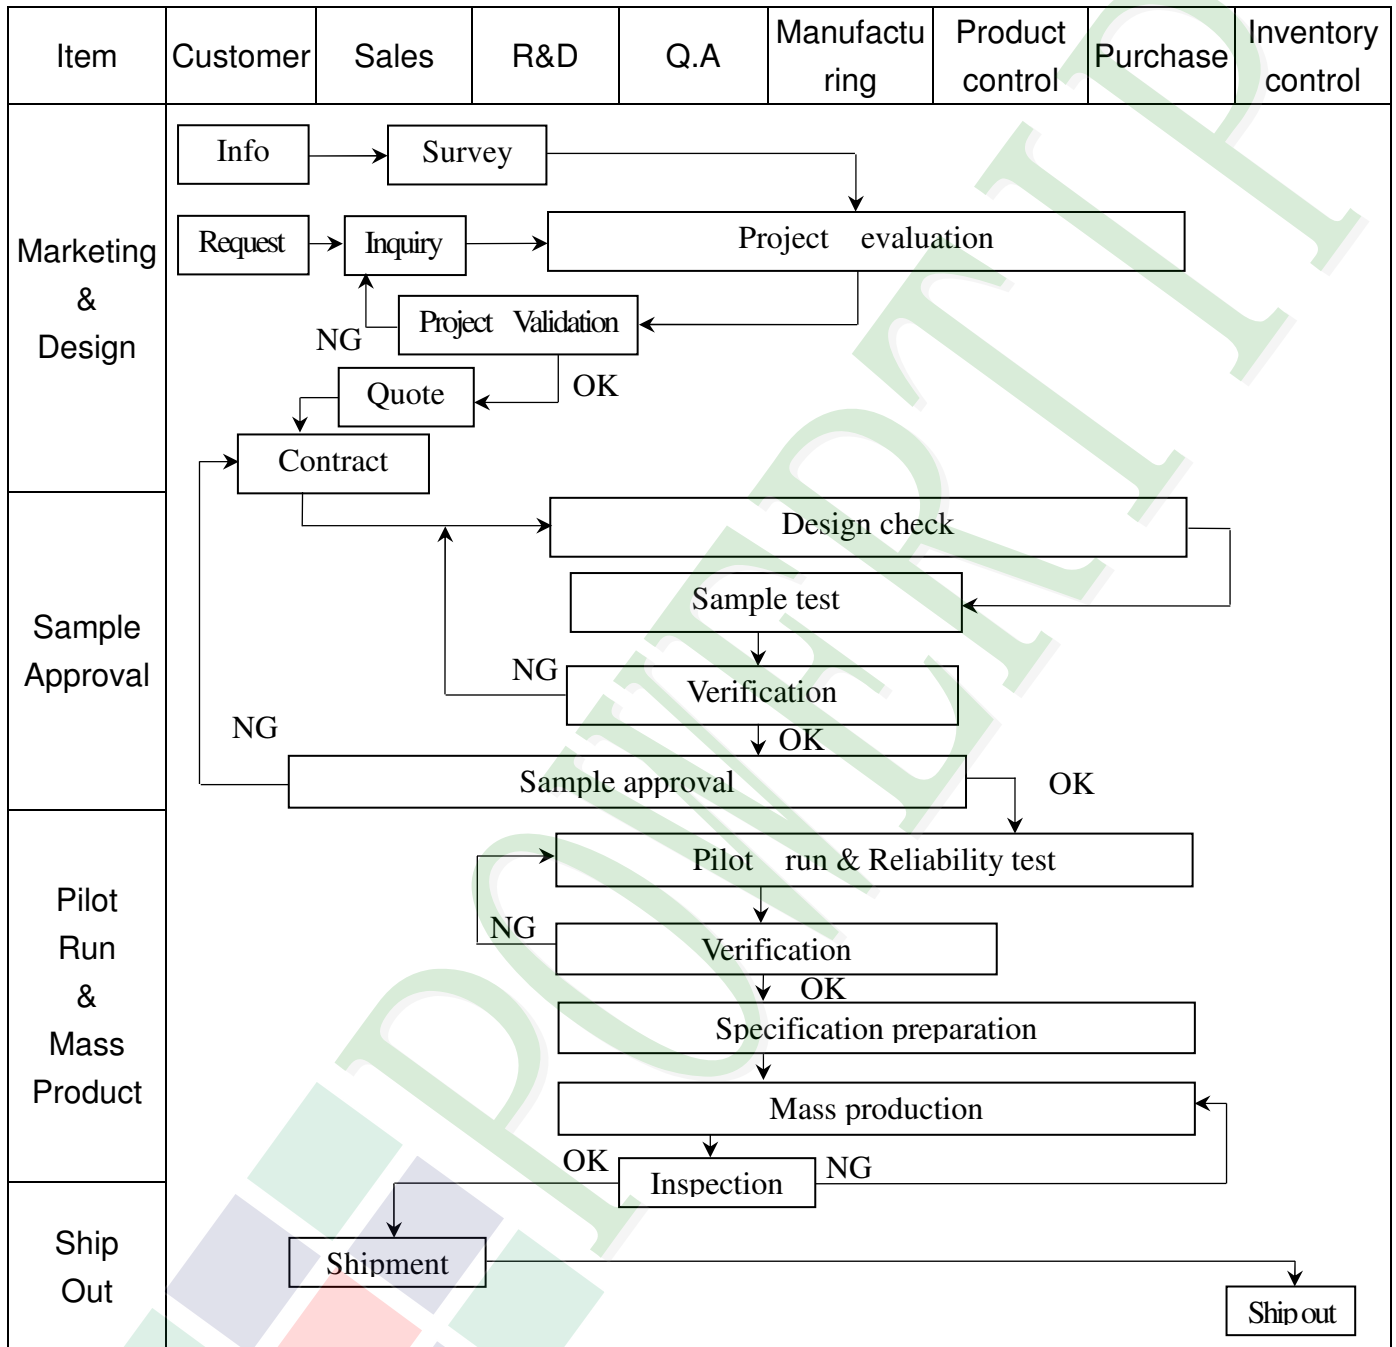 Item
Customer
Sales
R&D
Q.A
Manufactu
ring
Product
control
Purchase
Inventory
control
Marketing
&
Design
Info
Survey
Request
Inquiry
Project evaluation
Project Validation
NG
OK
Quote
Contract
Sample
Approval
Design check
Sample test
NG
Verification
NG
OK
Sample approval
OK
Pilot
Run
&
Mass
Product
Pilot run & Reliability test
NG
Verification
OK
Specification preparation
Mass production
OK
Inspection
NG
Ship
Out
Shipment
Ship out
POWERTIP